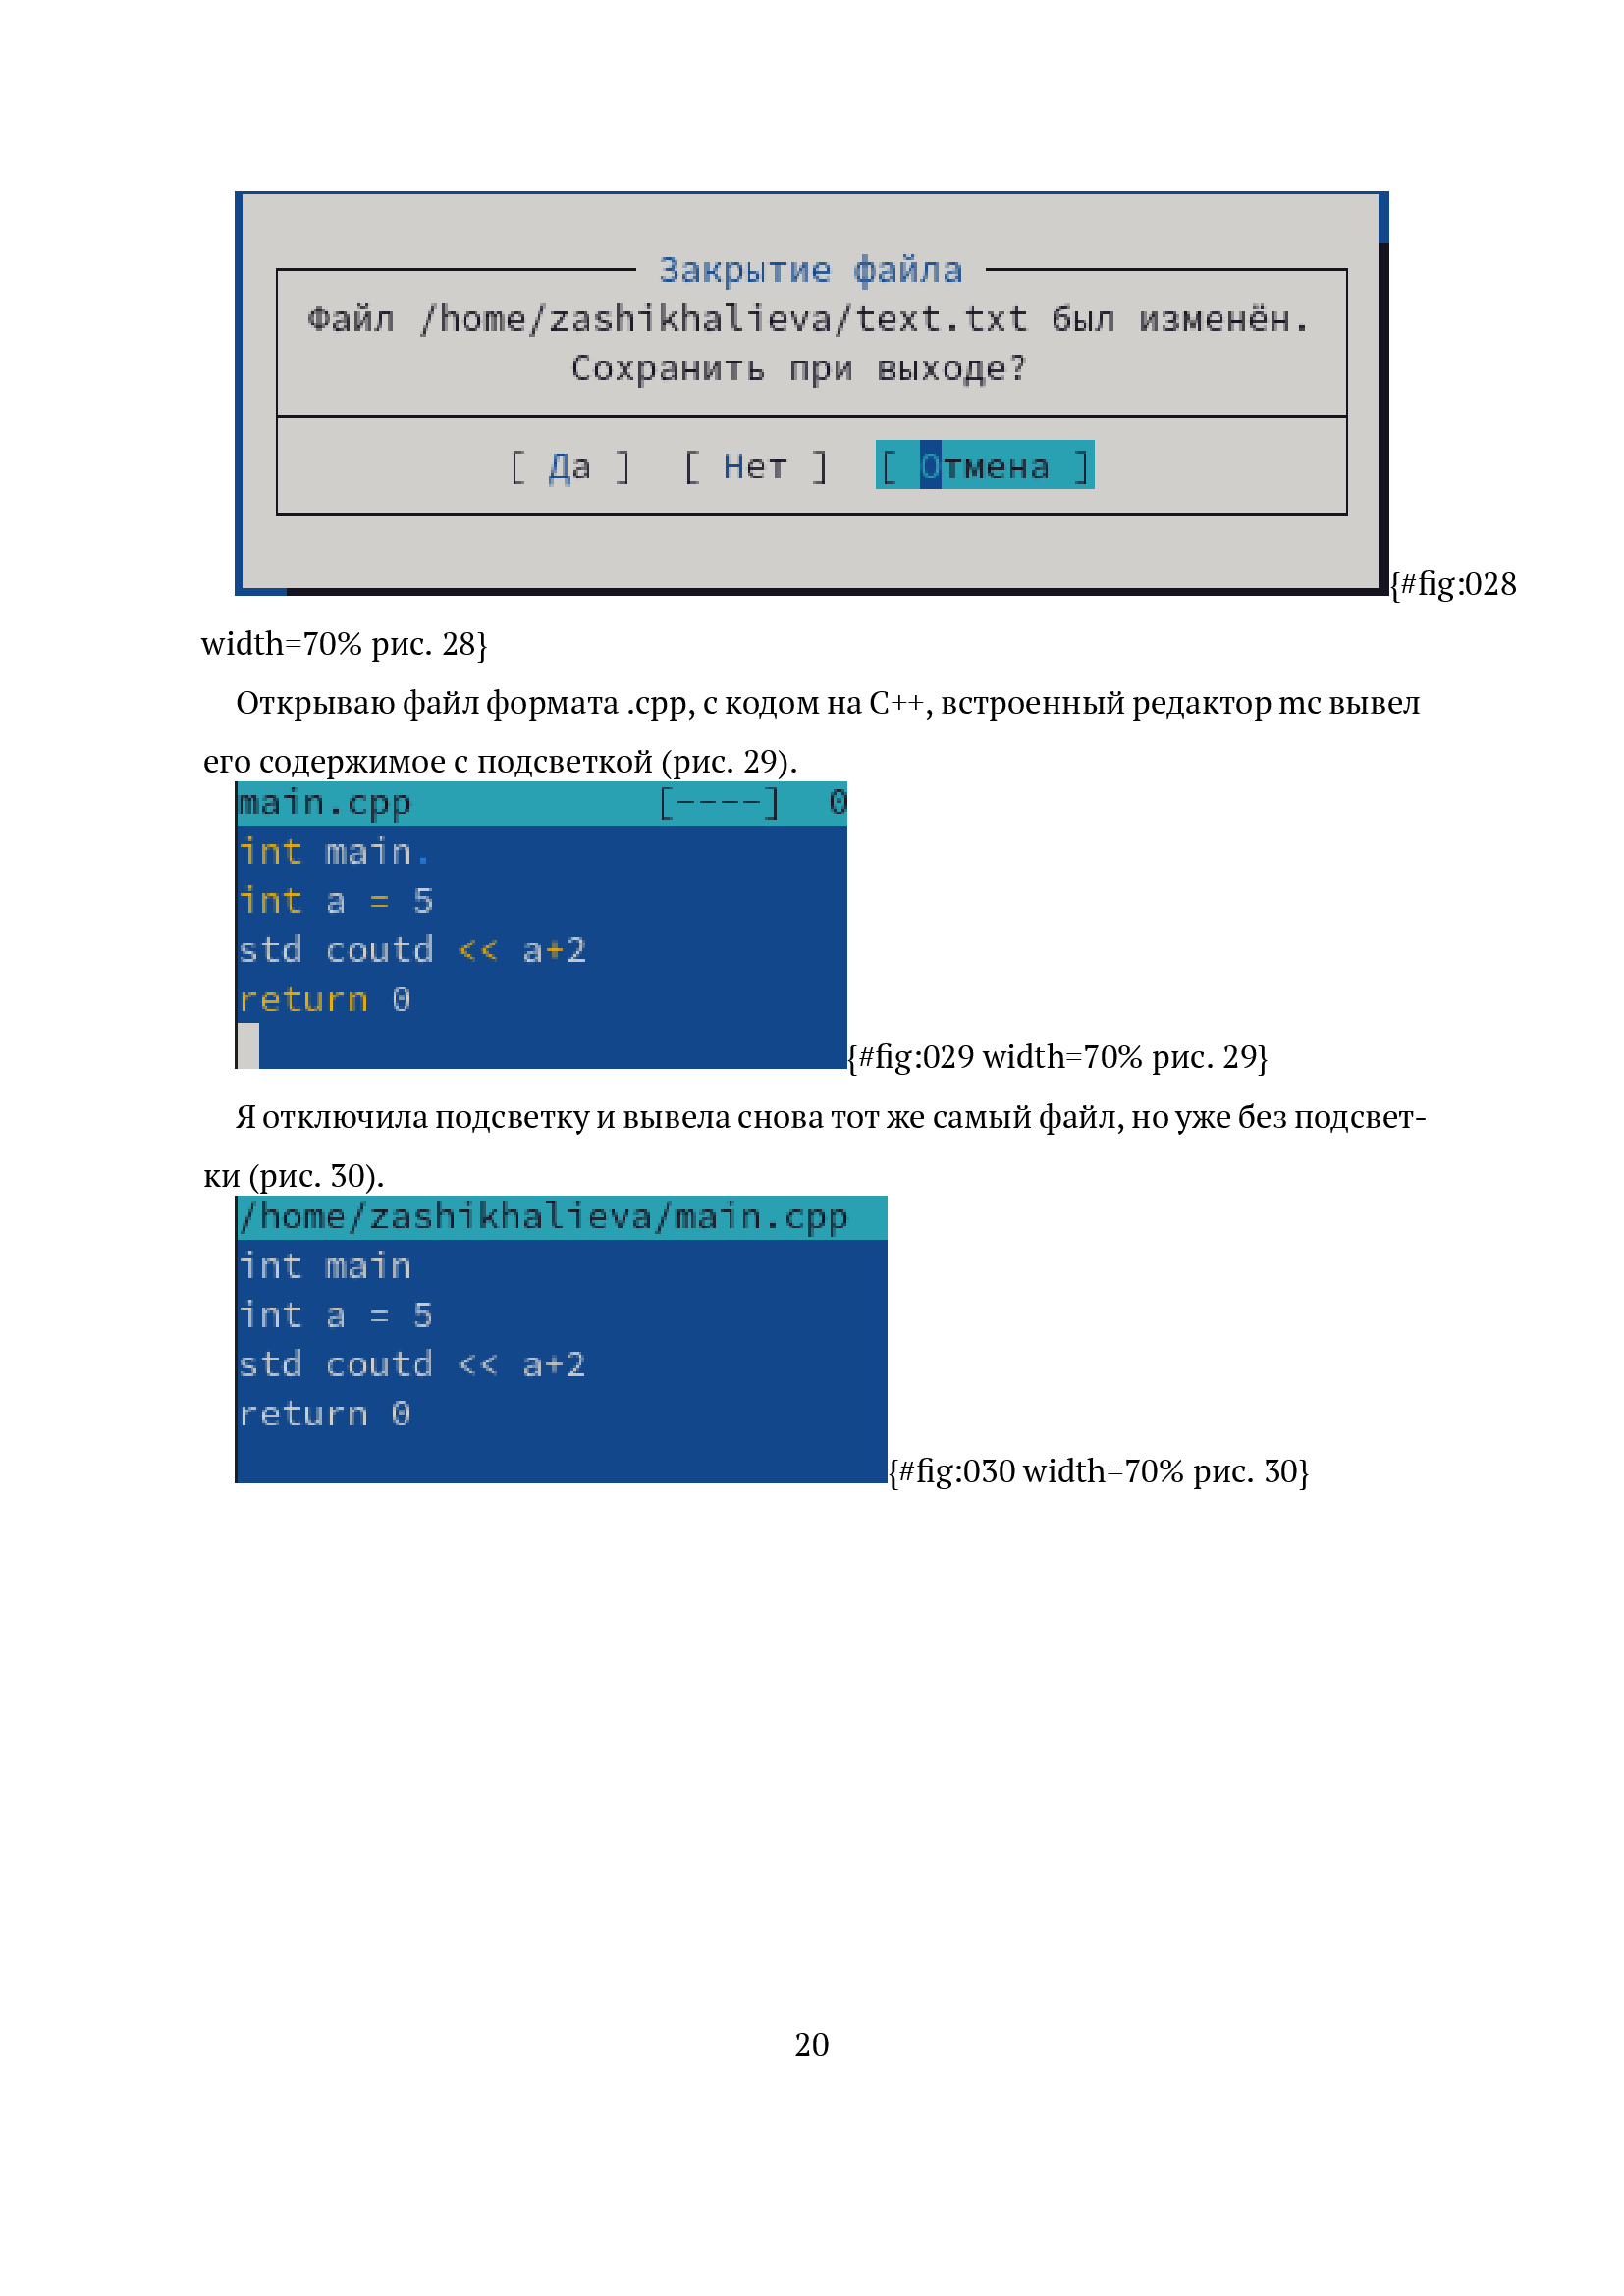 Закрытие файла
Файл /home/zashikhalieva/text.txt был изменён.
Сохранить при выходе?
[ Да ] [ Нет ] [ Отмена ]
{#fig:028
width=70% рис. 28}
Открываю файл формата .cpp, с кодом на C++, встроенный редактор mc вывел
его содержимое с подсветкой (рис. 29).
main.cpp [----] 0
int main.
int a = 5
std coutd << a+2
return 0
{#fig:029 width=70% рис. 29}
Я отключила подсветку и вывела снова тот же самый файл, но уже без подсвет-
ки (рис. 30).
/home/zashikhalieva/main.cpp
int main
int a = 5
std coutd << a+2
return 0
{#fig:030 width=70% рис. 30}
20